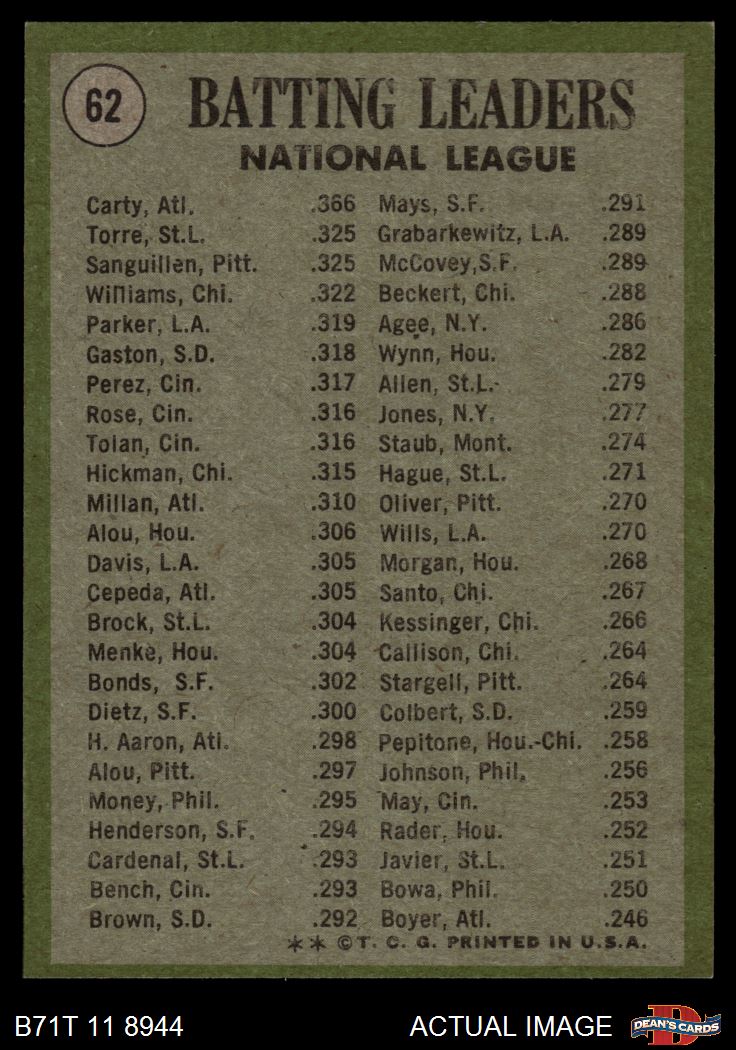 62
BATTING LEADERS
NATIONAL LEAGUE
Carty, Atl. .366
Torre, St.L. .325
Sanguillen, Pitt. .325
Williams, Chi. .322
Parker, L.A. .319
Gaston, S.D. .318
Perez, Cin. .317
Rose, Cin. .316
Tolan, Cin. .316
Hickman, Chi. .315
Millan, Atl. .310
Alou, Hou. .306
Davis, L.A. .305
Cepeda, Atl. .305
Brock, St.L. .304
Menke, Hou. .304
Bonds, S.F. .302
Dietz, S.F. .300
H. Aaron, Atl. .298
Alou, Pitt. .297
Money, Phil. .295
Henderson, S.F. .294
Cardenal, St.L. .293
Bench, Cin. .293
Brown, S.D. .292
Mays, S.F. .291
Grabarkewitz, L.A. .289
McCovey,S.F. .289
Beckert, Chi. .288
Agee, N.Y. .286
Wynn, Hou. .282
Allen, St.L. .279
Jones, N.Y. .277
Staub, Mont. .274
Hague, St.L. .271
Oliver, Pitt. .270
Wills, L.A. .270
Morgan, Hou. .268
Santo, Chi. .267
Kessinger, Chi. .266
Callison, Chi. .264
Stargell, Pitt. .264
Colbert, S.D. .259
Pepitone, Hou.-Chi. .258
Johnson, Phil. .256
May, Cin. .253
Rader, Hou. .252
Javier, St.L. .251
Bowa, Phil. .250
Boyer, Atl. .246
** ©T. C. G. PRINTED IN U.S.A.
B71T 11 8944
ACTUAL IMAGE
D
DEAN'S CARDS